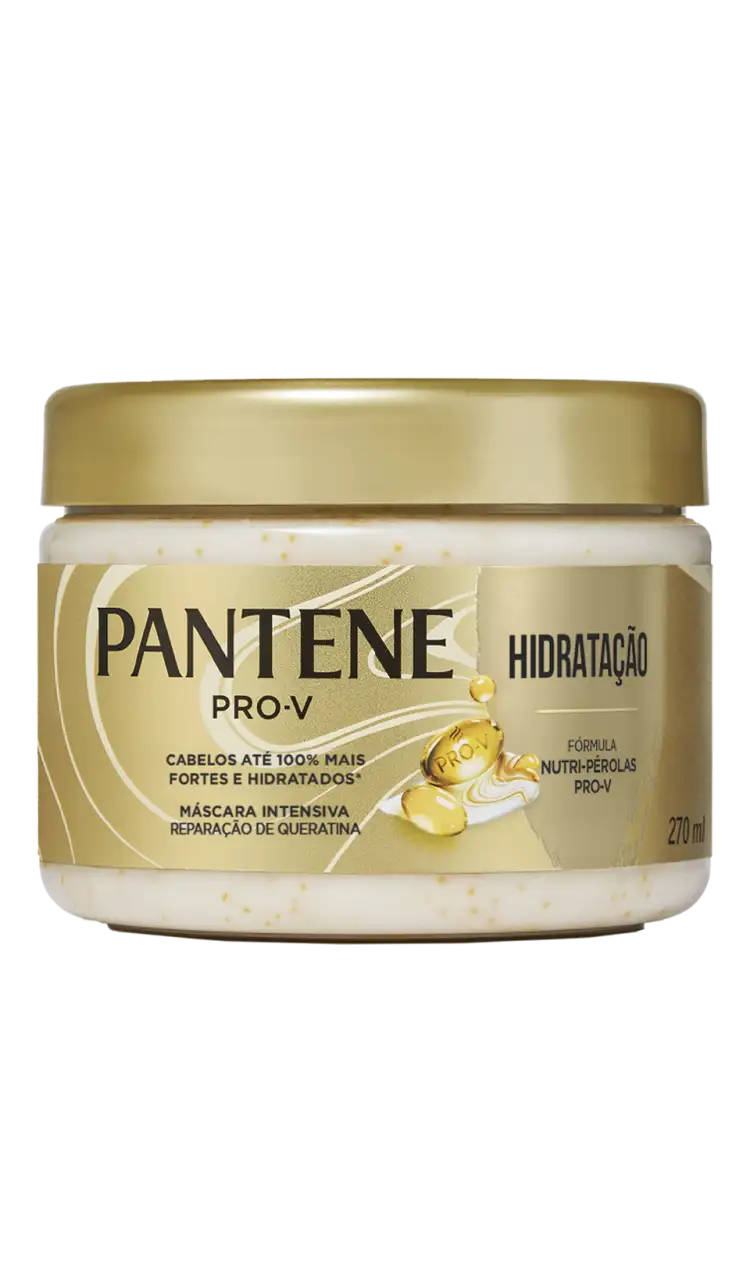 PANTENE
PRO-V
CABELOS ATÉ 100% MAIS
FORTES E HIDRATADOS*
MÁSCARA INTENSIVA
REPARAÇÃO DE QUERATINA
PRO-V
HIDRATAÇÃO
FÓRMULA
NUTRI-PÉROLAS
PRO-V
270 ml